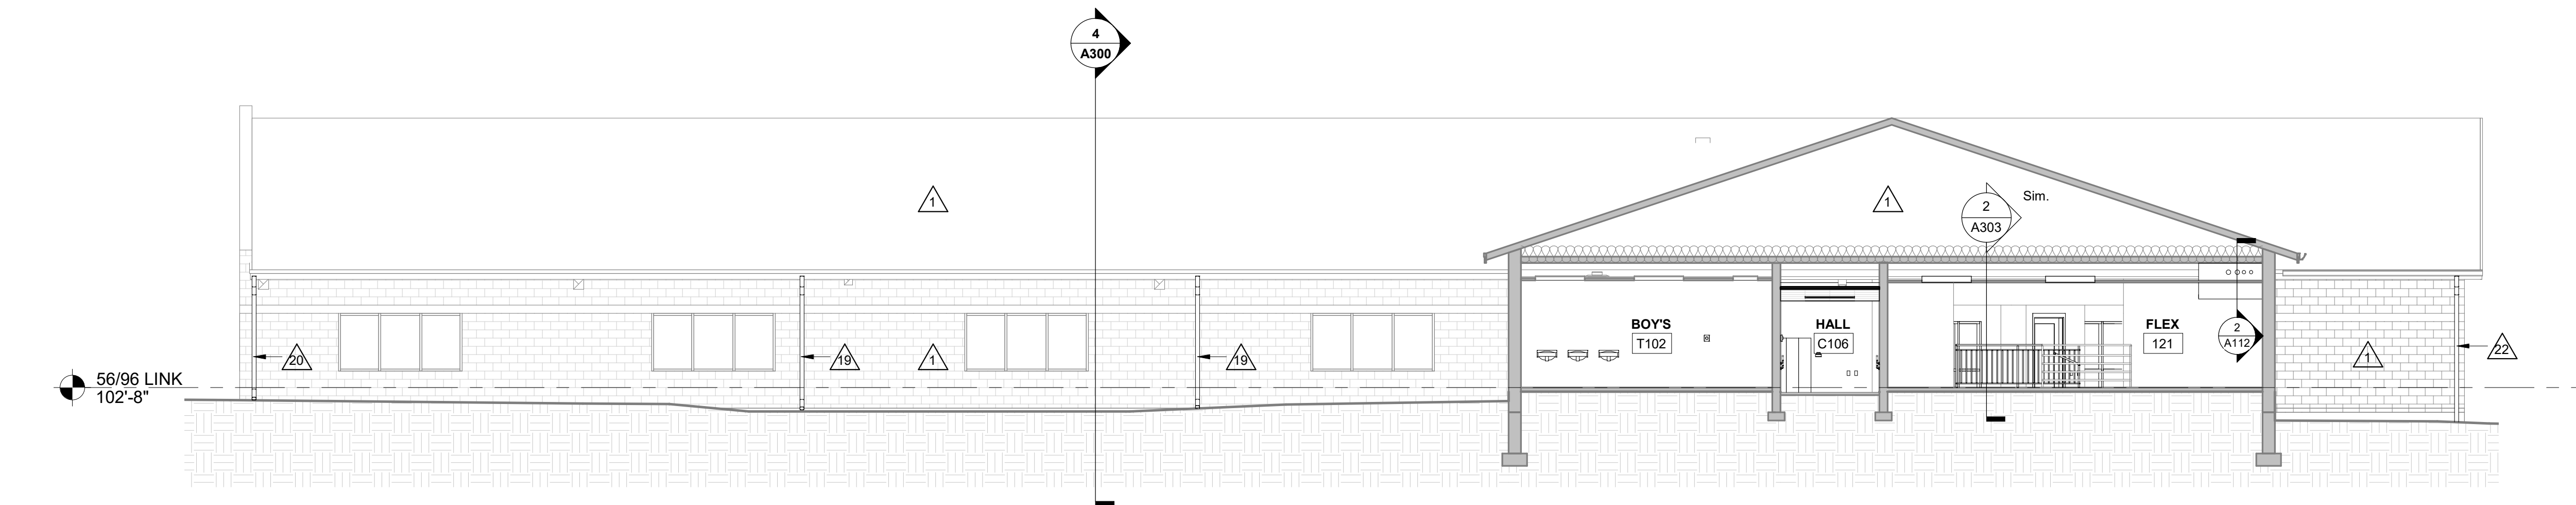 4
A300
1
1
2
A303
Sim.
BOY'S
T102
HALL
C106
FLEX
121
2
A112
20
19
1
19
1
22
56/96 LINK
102'-8"